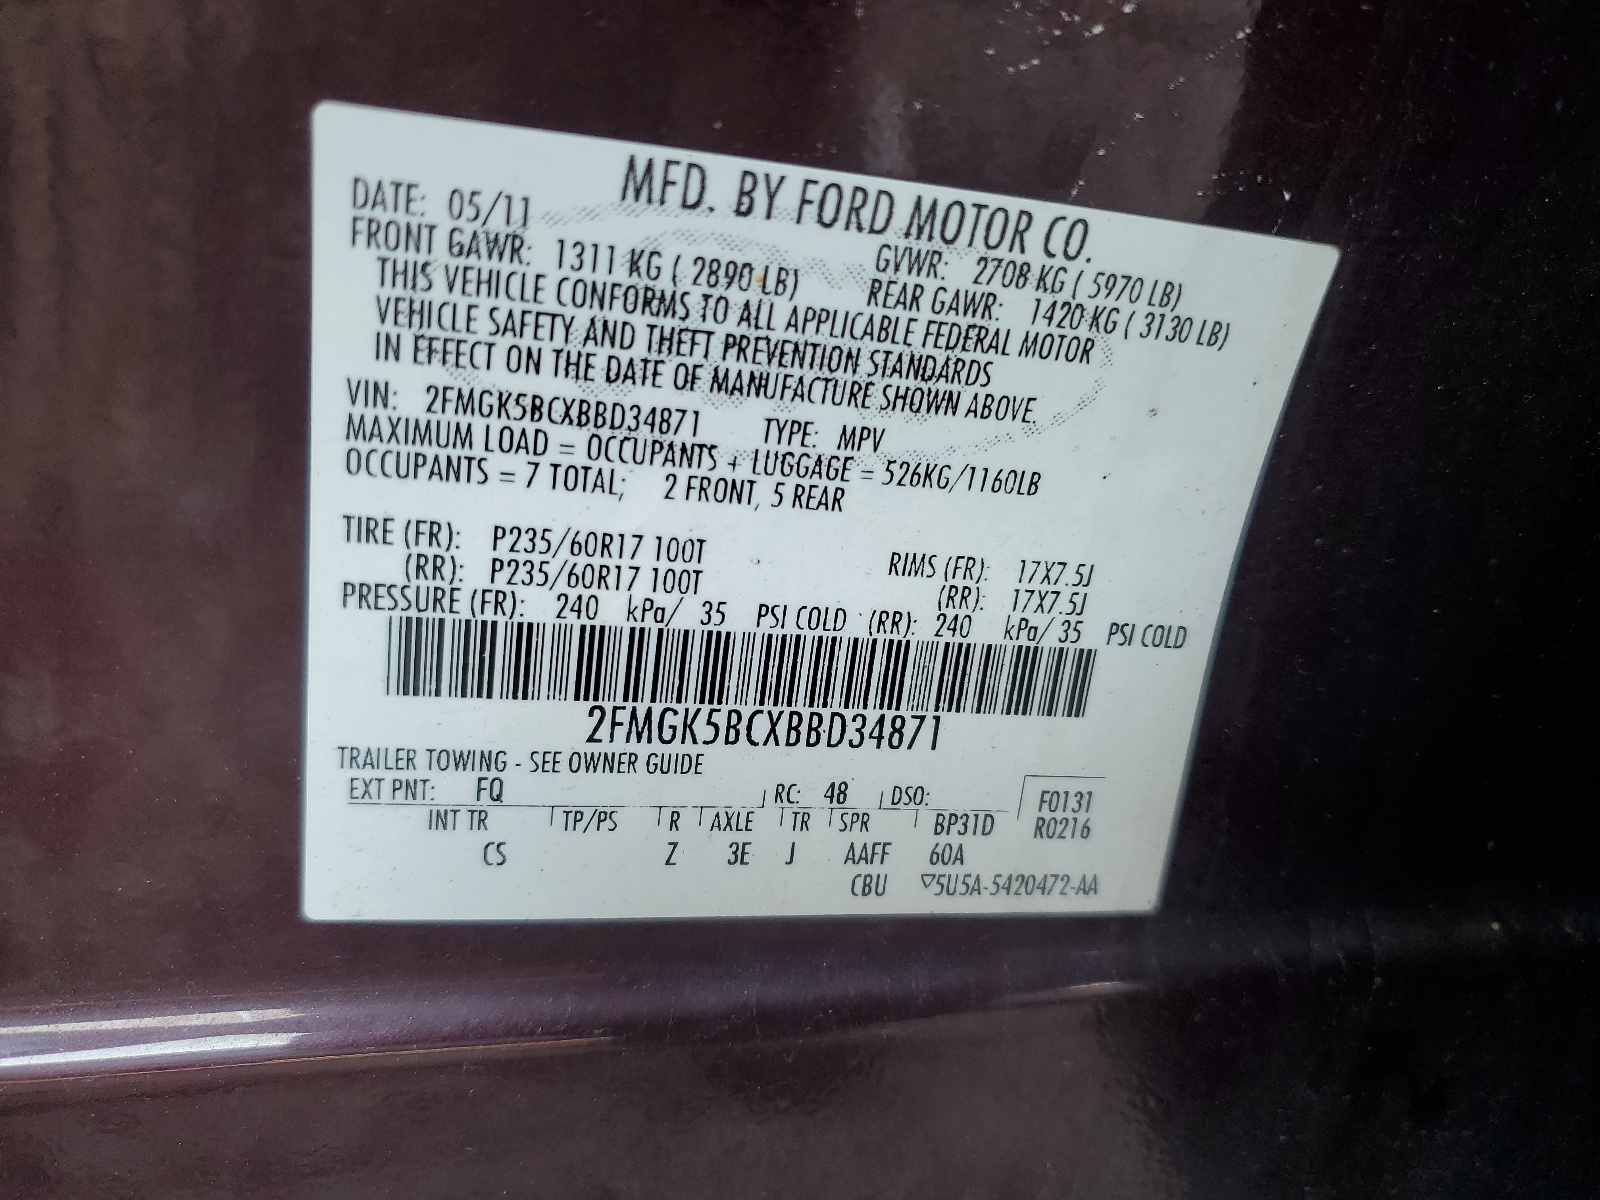 MFD. BY FORD MOTOR CO.
DATE: 05/11 GVWR: 2708 KG ( 5970 LB)
FRONT GAWR: 1311 KG ( 2890 LB) REAR GAWR: 1420 KG ( 3130 LB)
THIS VEHICLE CONFORMS TO ALL APPLICABLE FEDERAL MOTOR
VEHICLE SAFETY AND THEFT PREVENTION STANDARDS
IN EFFECT ON THE DATE OF MANUFACTURE SHOWN ABOVE.
VIN: 2FMGK5BCXBBD34871 TYPE: MPV
MAXIMUM LOAD = OCCUPANTS + LUGGAGE = 526KG/1160LB
OCCUPANTS = 7 TOTAL; 2 FRONT, 5 REAR
TIRE (FR): P235/60R17 100T RIMS (FR): 17X7.5J
(RR): P235/60R17 100T (RR): 17X7.5J
PRESSURE (FR): 240 kPa/ 35 PSI COLD (RR): 240 kPa/ 35 PSI COLD
2FMGK5BCXBBD34871
TRAILER TOWING - SEE OWNER GUIDE
EXT PNT: FQ RC: 48 DSO: F0131
INT TR TP/PS R AXLE TR SPR BP31D R0216
CS Z 3E J AAFF 60A
CBU ▽5U5A-5420472-AA